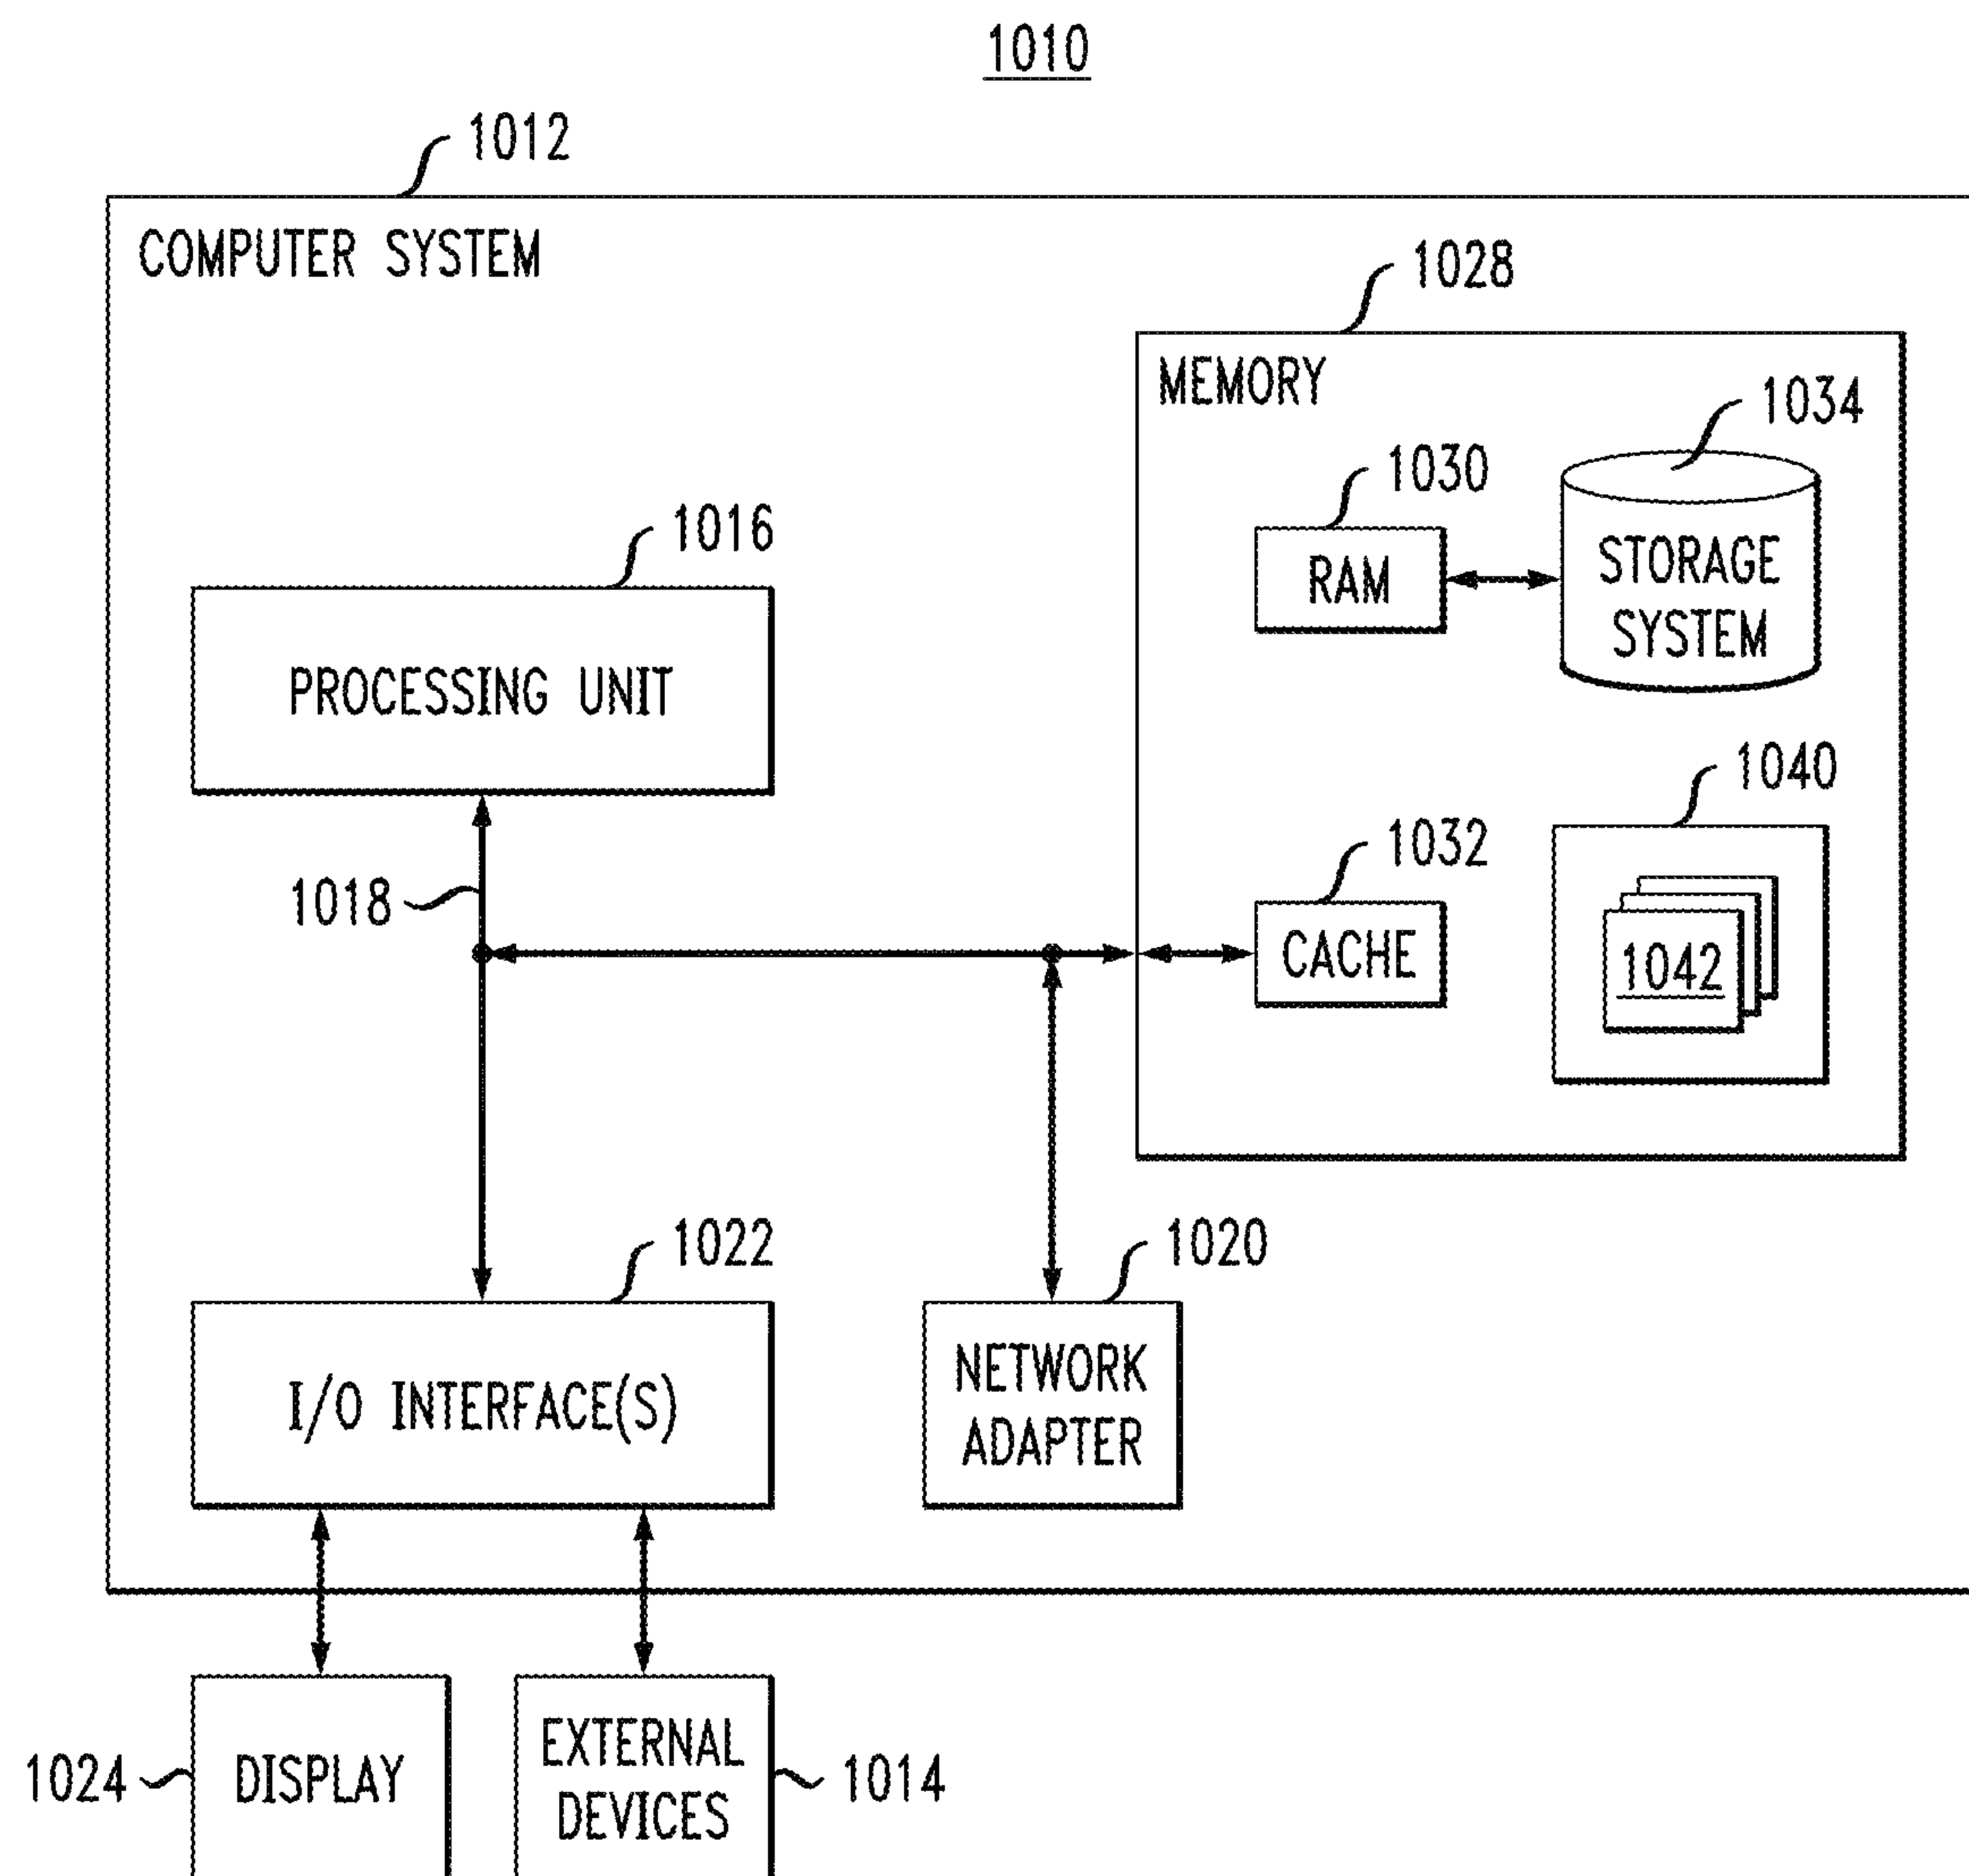 1010
1012
COMPUTER SYSTEM
1028
MEMORY
1034
1030
RAM
STORAGE
SYSTEM
1016
PROCESSING UNIT
1040
1032
1018
CACHE
1042
1022
1020
I/O INTERFACE(S)
NETWORK
ADAPTER
1024
DISPLAY
EXTERNAL
DEVICES
1014